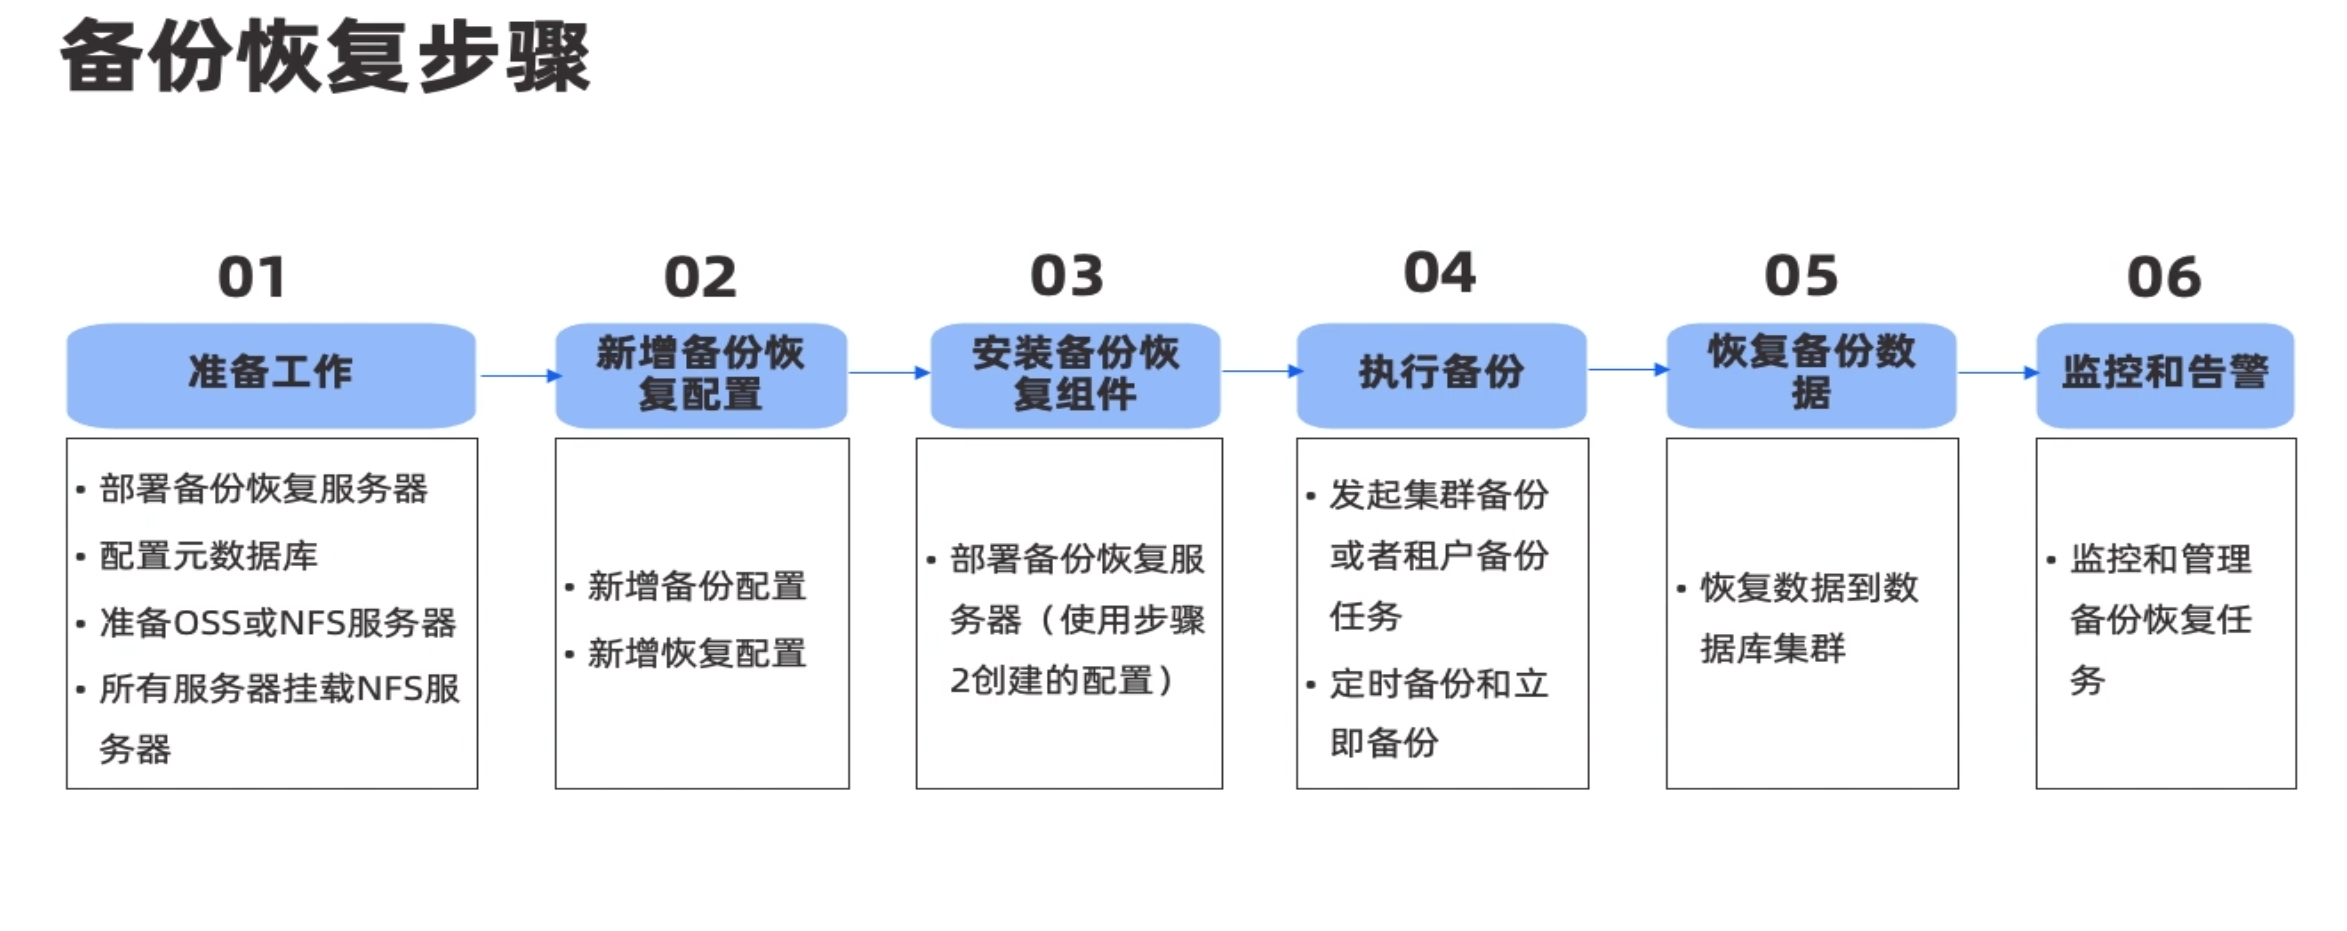 备份恢复步骤
01
准备工作
• 部署备份恢复服务器
• 配置元数据库
• 准备OSS或NFS服务器
• 所有服务器挂载NFS服
务器
02
新增备份恢
复配置
• 新增备份配置
• 新增恢复配置
03
安装备份恢
复组件
• 部署备份恢复服
务器（使用步骤
2创建的配置）
04
执行备份
• 发起集群备份
或者租户备份
任务
• 定时备份和立
即备份
05
恢复备份数
据
• 恢复数据到数
据库集群
06
监控和告警
• 监控和管理
备份恢复任
务